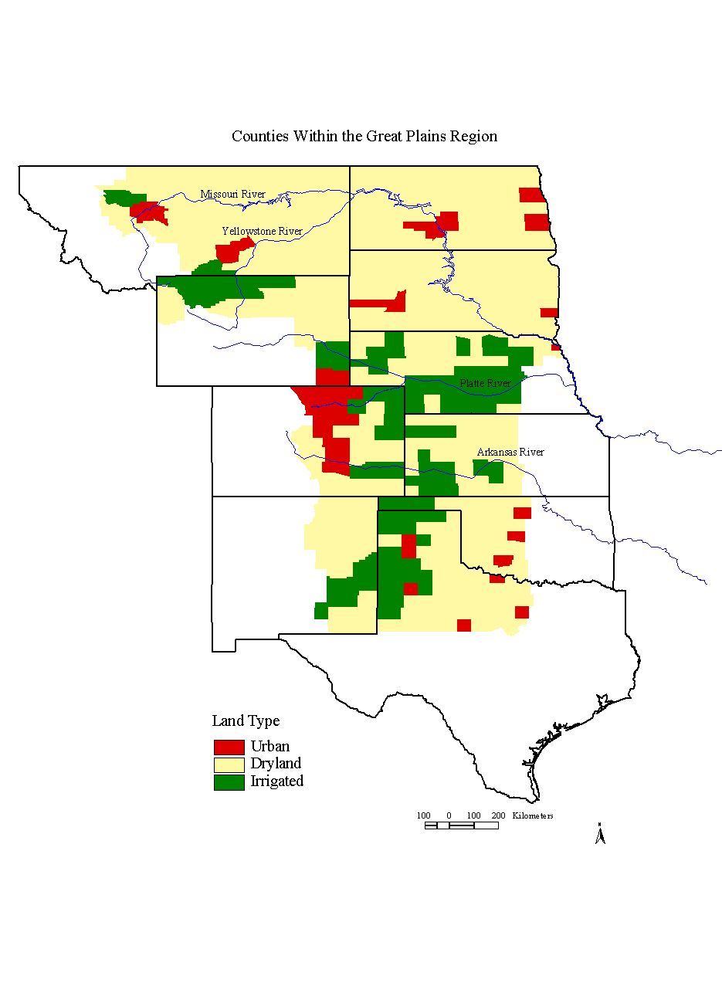 Counties Within the Great Plains Region
Missouri River
Yellowstone River
Platte River
Arkansas River
Land Type
Urban
Dryland
Irrigated
100 0 100 200 Kilometers
N